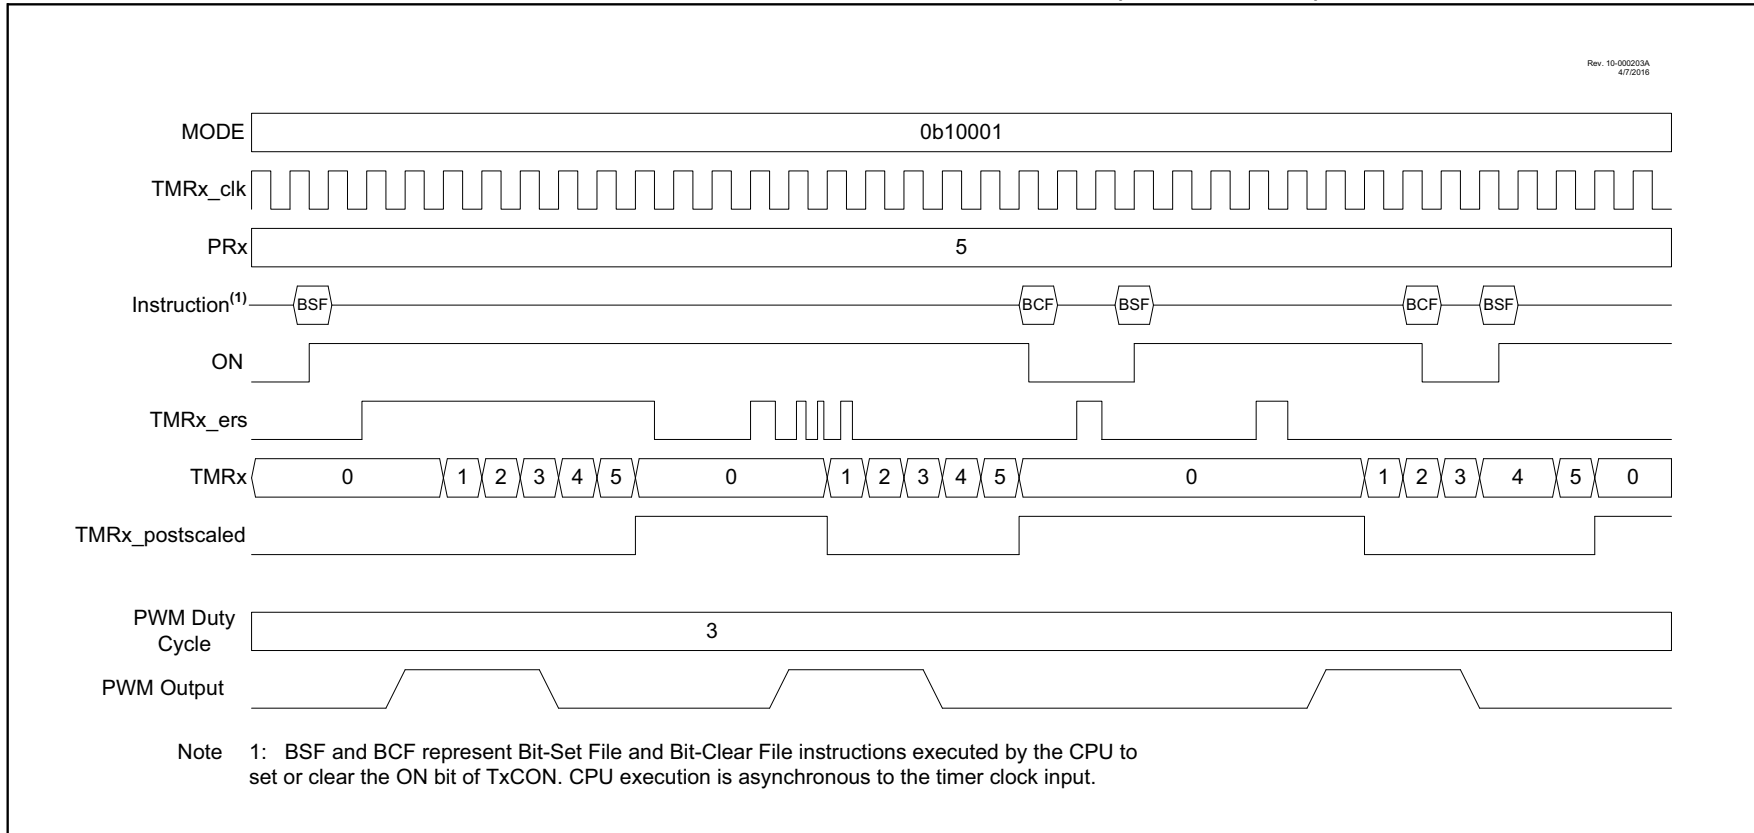 Rev. 10-000203A
4/7/2016
MODE 0b10001
TMRx_clk
PRx 5
Instruction(1) BSF BCF BSF BCF BSF
ON
TMRx_ers
TMRx 0 1 2 3 4 5 0 1 2 3 4 5 0 1 2 3 4 5 0
TMRx_postscaled
PWM Duty
Cycle 3
PWM Output
Note 1: BSF and BCF represent Bit-Set File and Bit-Clear File instructions executed by the CPU to
set or clear the ON bit of TxCON. CPU execution is asynchronous to the timer clock input.